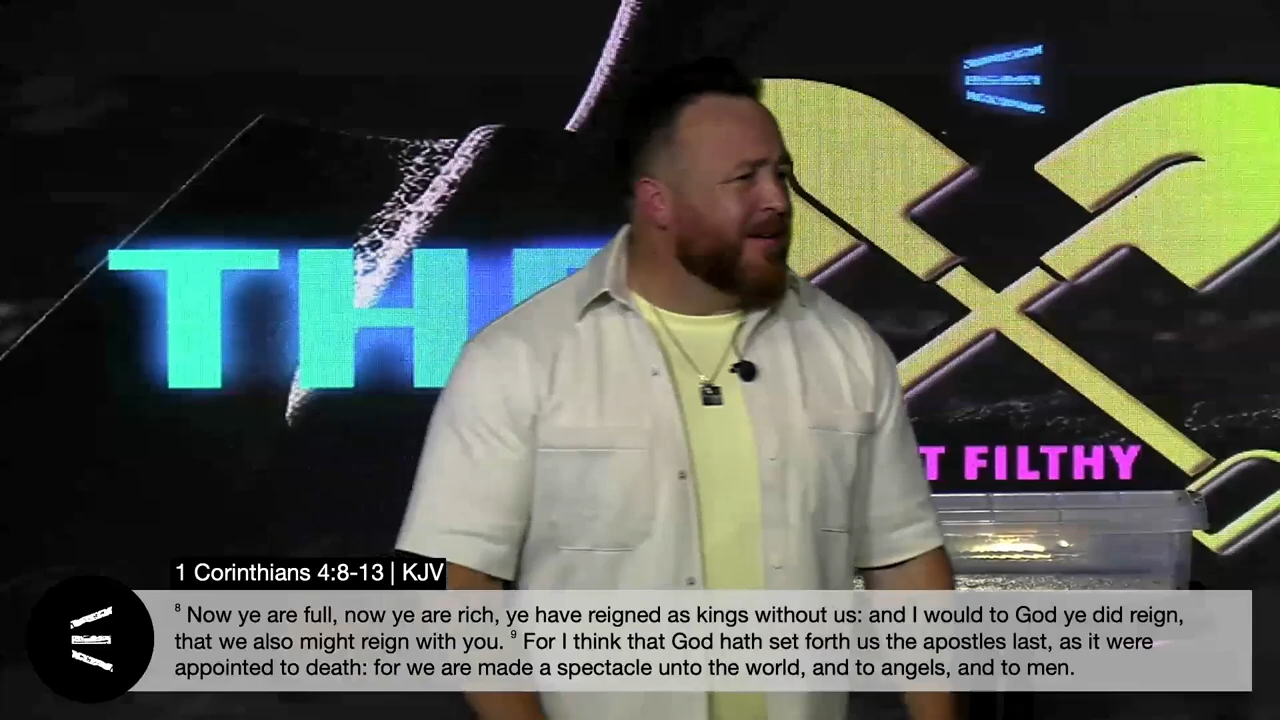 THE
T FILTHY
1 Corinthians 4:8-13 | KJV
⁸ Now ye are full, now ye are rich, ye have reigned as kings without us: and I would to God ye did reign,
that we also might reign with you. ⁹ For I think that God hath set forth us the apostles last, as it were
appointed to death: for we are made a spectacle unto the world, and to angels, and to men.